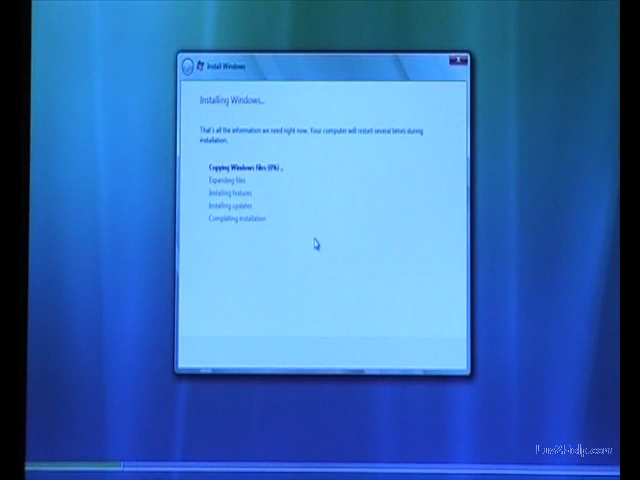 Install Windows
Installing Windows...
That's all the information we need right now. Your computer will restart several times during
installation.
Copying Windows files (0%) ...
Expanding files
Installing features
Installing updates
Completing installation